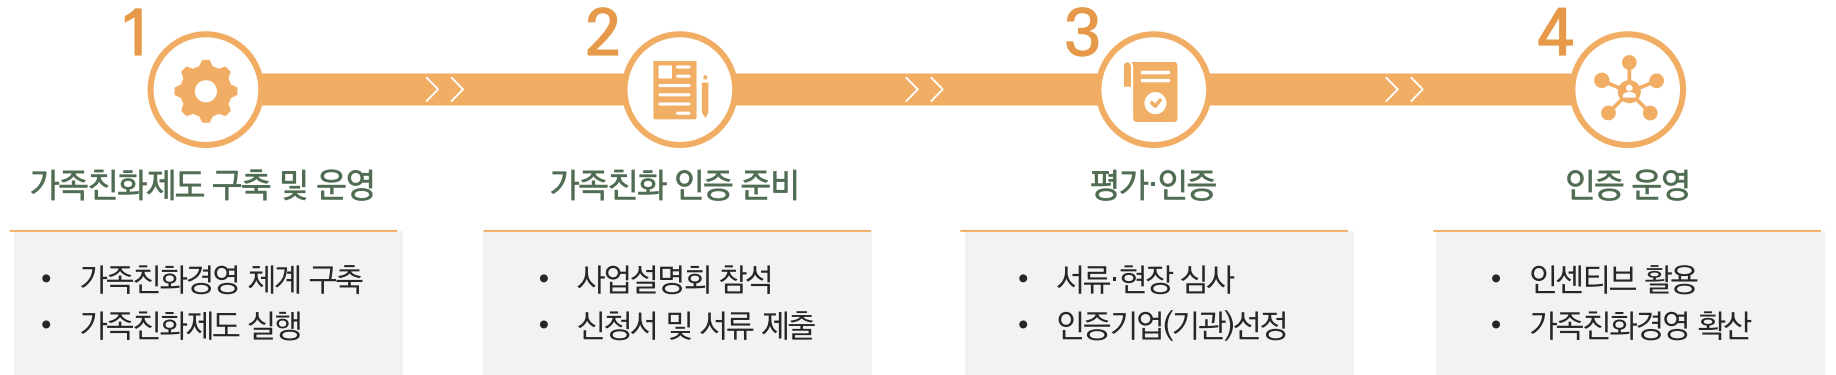 1
가족친화제도 구축 및 운영
• 가족친화경영 체계 구축
• 가족친화제도 실행
2
가족친화 인증 준비
• 사업설명회 참석
• 신청서 및 서류 제출
3
평가·인증
• 서류·현장 심사
• 인증기업(기관)선정
4
인증 운영
• 인센티브 활용
• 가족친화경영 확산